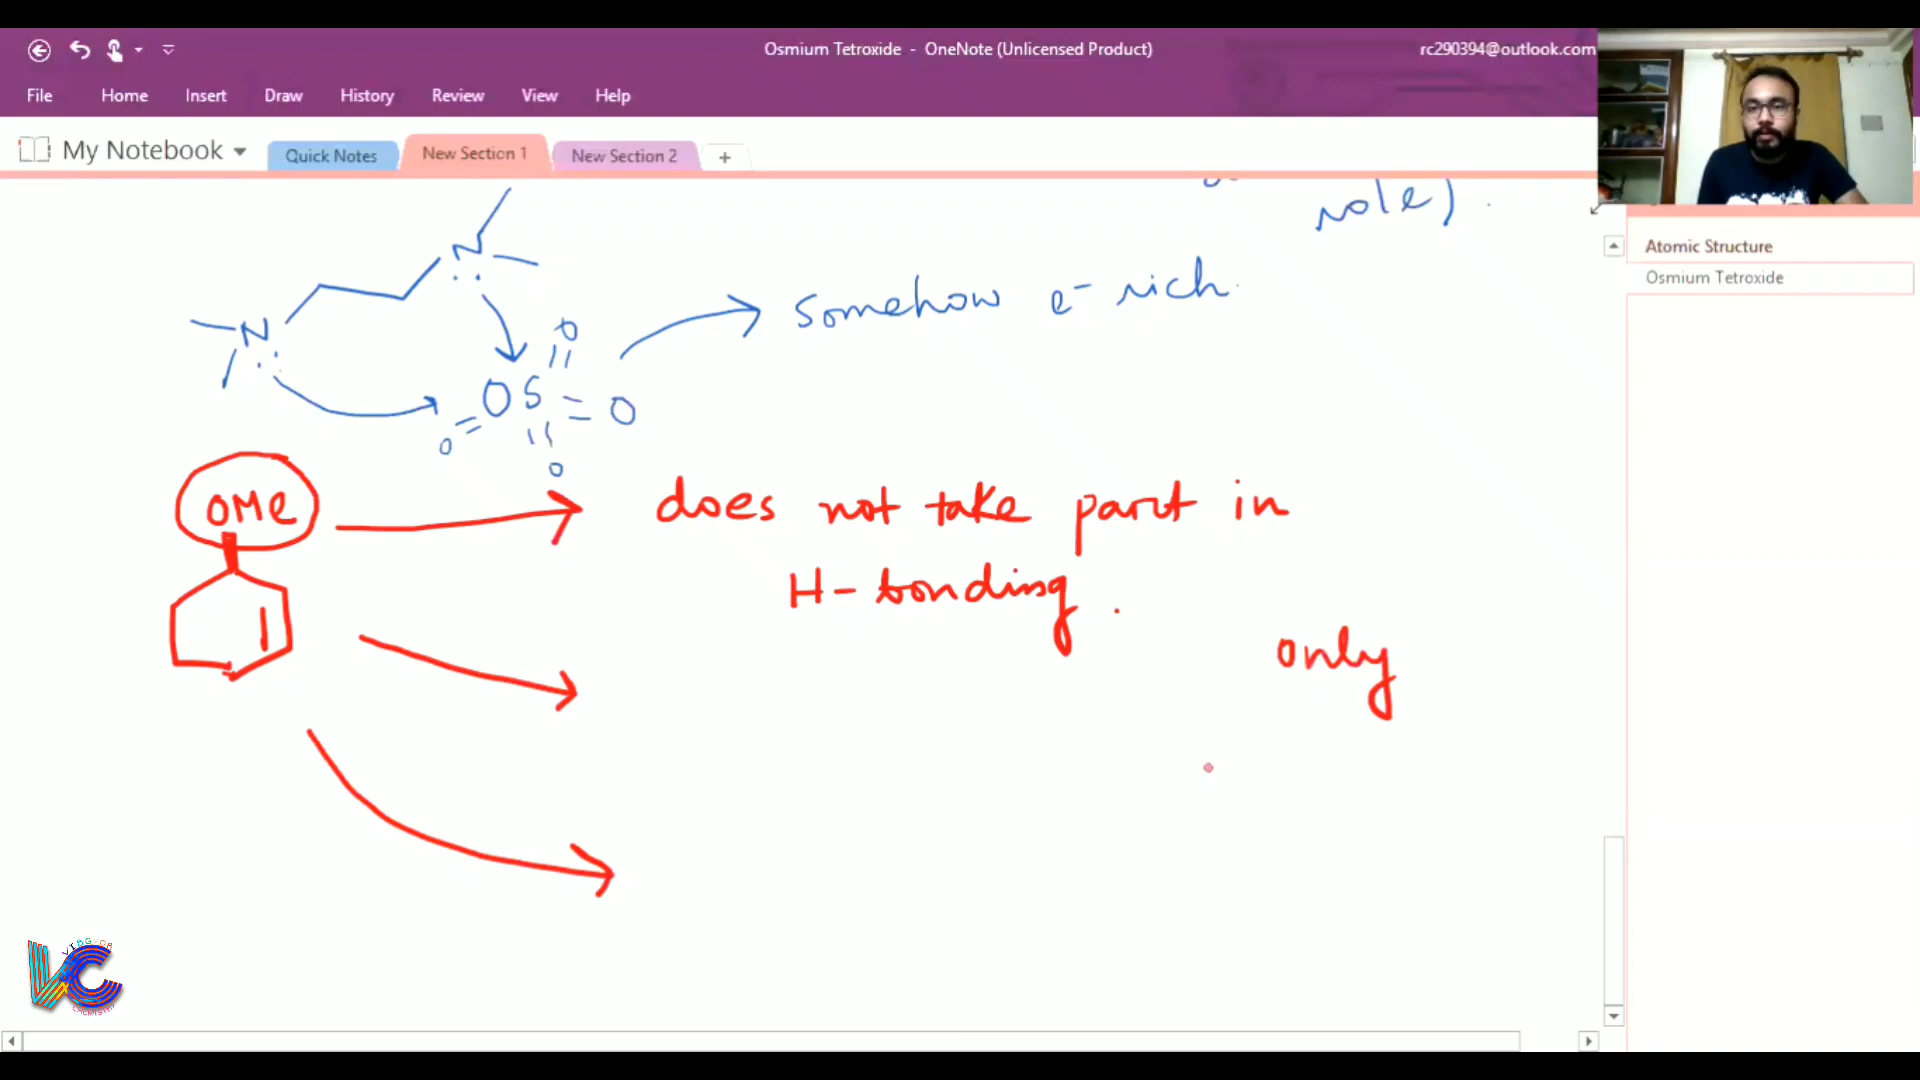 Osmium Tetroxide - OneNote (Unlicensed Product)
rc290394@outlook.com
File Home Insert Draw History Review View Help
My Notebook
Quick Notes
New Section 1
New Section 2
+
Atomic Structure
Osmium Tetroxide
role) .
N
N
somehow e- rich.
O
OS = O
O
O
OMe
does not take part in
H-bonding .
only
VC
CHEMISTRY